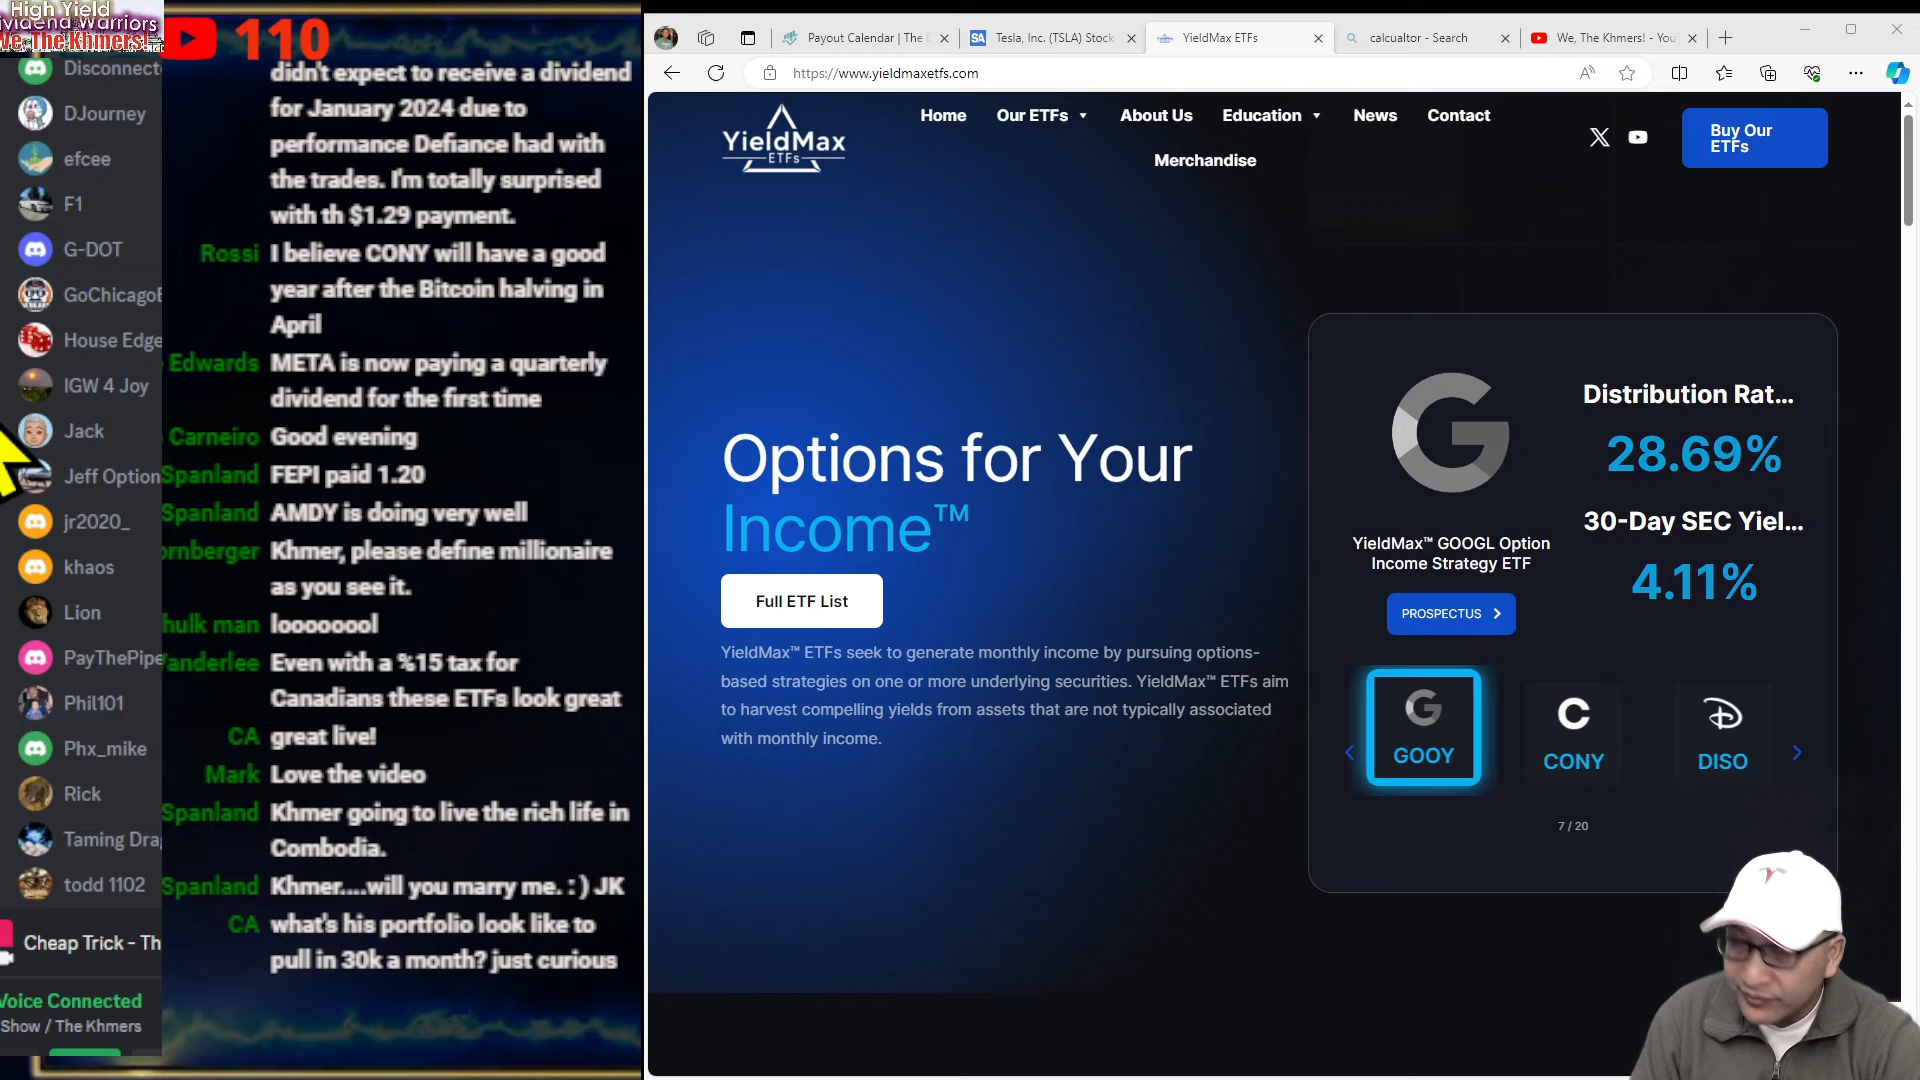 High Yield
Dividend Warriors
We, The Khmers!
110
Disconnect
DJourney
efcee
F1
G-DOT
GoChicagoB
House Edge
IGW 4 Joy
Jack
Jeff Option
jr2020_
khaos
Lion
PayThePipe
Phil101
Phx_mike
Rick
Taming Drag
todd 1102
Cheap Trick - Th
Voice Connected
Show / The Khmers
didn't expect to receive a dividend
for January 2024 due to
performance Defiance had with
the trades. I'm totally surprised
with th $1.29 payment.
Rossi I believe CONY will have a good
year after the Bitcoin halving in
April
Edwards META is now paying a quarterly
dividend for the first time
Carneiro Good evening
Spanland FEPI paid 1.20
Spanland AMDY is doing very well
ornberger Khmer, please define millionaire
as you see it.
hulk man looooooool
Vanderlee Even with a %15 tax for
Canadians these ETFs look great
CA great live!
Mark Love the video
Spanland Khmer going to live the rich life in
Combodia.
Spanland Khmer....will you marry me. : ) JK
CA what's his portfolio look like to
pull in 30k a month? just curious
Payout Calendar | The D
SA Tesla, Inc. (TSLA) Stock
YieldMax ETFs
calcualtor - Search
We, The Khmers! - You
https://www.yieldmaxetfs.com
YieldMax
ETFs
Home Our ETFs About Us Education News Contact
Merchandise
Buy Our
ETFs
Options for Your
Income™
Full ETF List
YieldMax™ ETFs seek to generate monthly income by pursuing options-
based strategies on one or more underlying securities. YieldMax™ ETFs aim
to harvest compelling yields from assets that are not typically associated
with monthly income.
G
YieldMax™ GOOGL Option
Income Strategy ETF
PROSPECTUS
Distribution Rat...
28.69%
30-Day SEC Yiel...
4.11%
GOOY
CONY
DISO
7 / 20